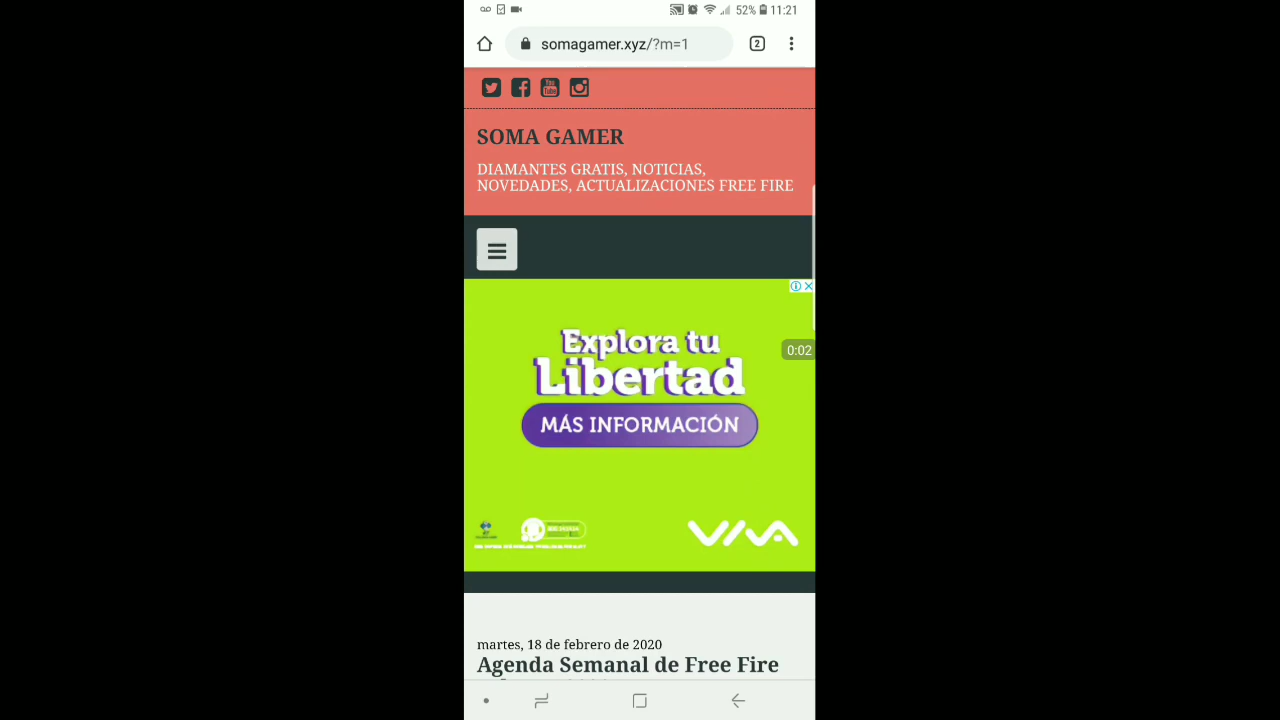 52% 11:21
somagamer.xyz/?m=1
2
SOMA GAMER
DIAMANTES GRATIS, NOTICIAS,
NOVEDADES, ACTUALIZACIONES FREE FIRE
Explora tu
Libertad
MÁS INFORMACIÓN
0:02
VIVA
martes, 18 de febrero de 2020
Agenda Semanal de Free Fire